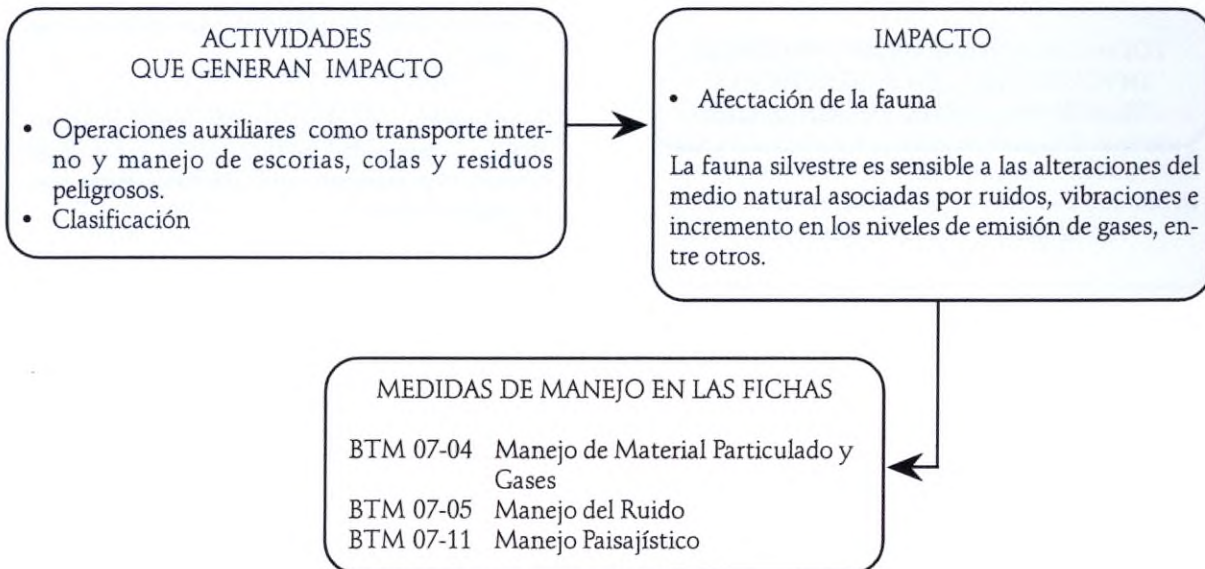 ACTIVIDADES
QUE GENERAN IMPACTO
• Operaciones auxiliares como transporte inter-
no y manejo de escorias, colas y residuos
peligrosos.
• Clasificación
IMPACTO
• Afectación de la fauna
La fauna silvestre es sensible a las alteraciones del
medio natural asociadas por ruidos, vibraciones e
incremento en los niveles de emisión de gases, en-
tre otros.
MEDIDAS DE MANEJO EN LAS FICHAS
BTM 07-04 Manejo de Material Particulado y
Gases
BTM 07-05 Manejo del Ruido
BTM 07-11 Manejo Paisajístico